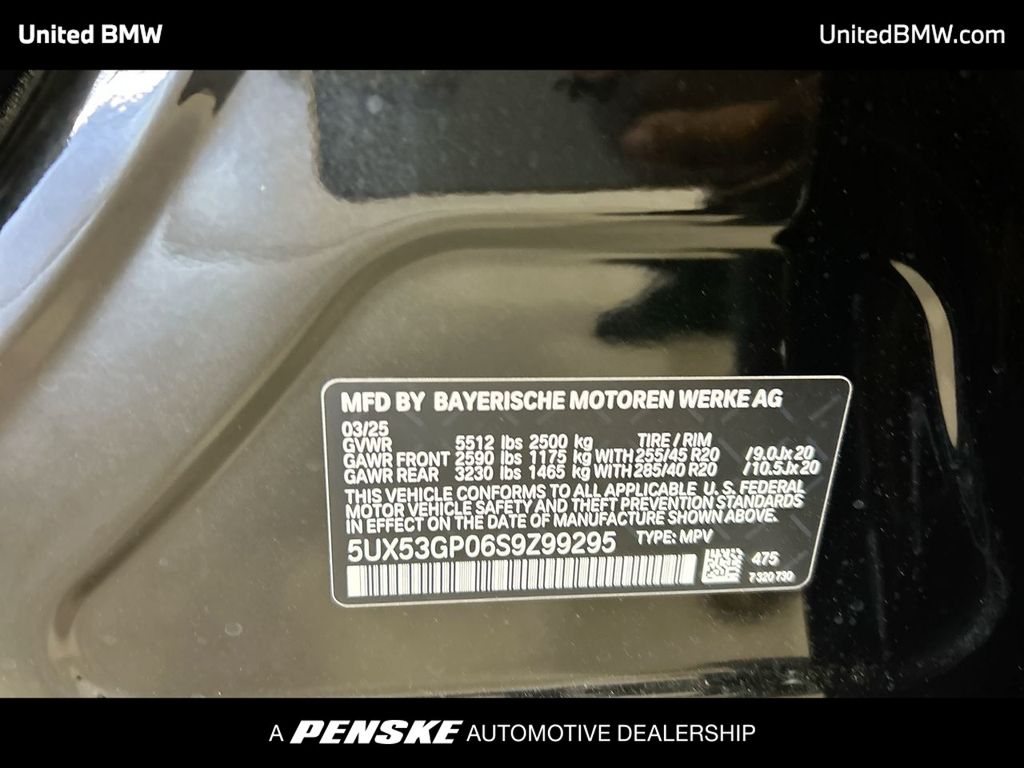 United BMW
UnitedBMW.com
MFD BY BAYERISCHE MOTOREN WERKE AG
03/25
GVWR 5512 lbs 2500 kg TIRE / RIM
GAWR FRONT 2590 lbs 1175 kg WITH 255/45 R20 / 9.0Jx20
GAWR REAR 3230 lbs 1465 kg WITH 285/40 R20 / 10.5Jx20
THIS VEHICLE CONFORMS TO ALL APPLICABLE U. S. FEDERAL
MOTOR VEHICLE SAFETY AND THEFT PREVENTION STANDARDS
IN EFFECT ON THE DATE OF MANUFACTURE SHOWN ABOVE.
5UX53GP06S9Z99295 TYPE: MPV
475
7 320 730
A PENSKE AUTOMOTIVE DEALERSHIP